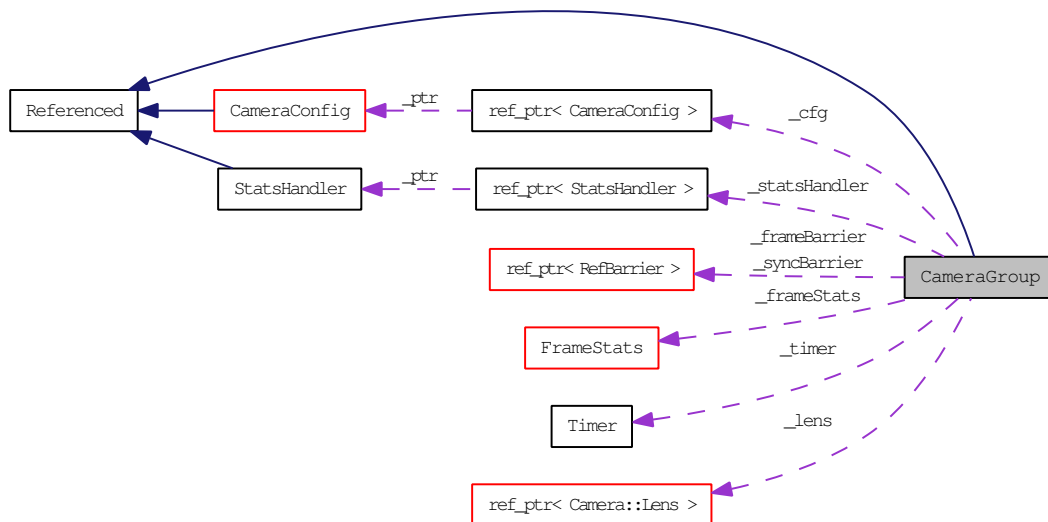 _cfg
Referenced
CameraConfig
_ptr
ref_ptr< CameraConfig >
StatsHandler
_ptr
ref_ptr< StatsHandler >
_statsHandler
_frameBarrier
_syncBarrier
ref_ptr< RefBarrier >
CameraGroup
_frameStats
FrameStats
_timer
Timer
_lens
ref_ptr< Camera::Lens >